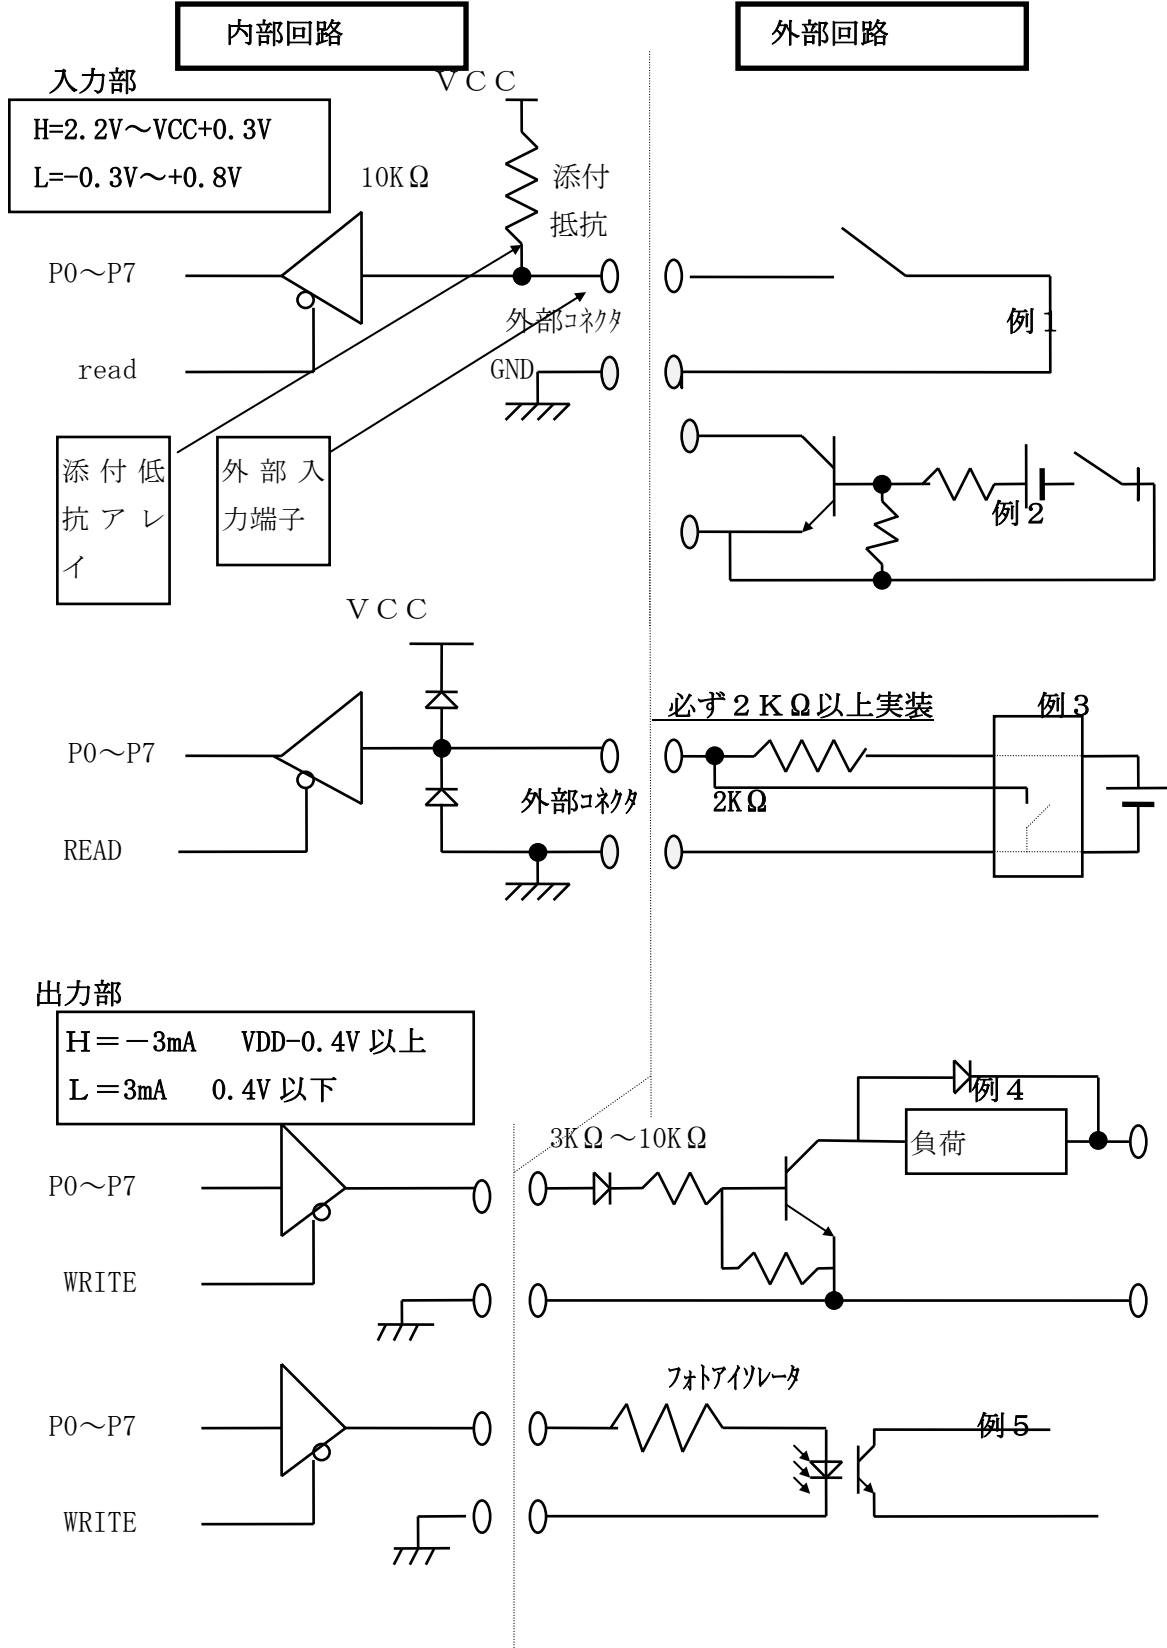 内部回路
外部回路
入力部
VCC
H=2.2V～VCC+0.3V
L=-0.3V～+0.8V
10KΩ
添付
抵抗
P0～P7
外部コネクタ
例1
read
GND
添付低
抗アレ
イ
外部入
力端子
例2
VCC
必ず2KΩ以上実装
例3
P0～P7
外部コネクタ
2KΩ
READ
出力部
H=-3mA VDD-0.4V以上
L=3mA 0.4V以下
例4
3KΩ～10KΩ
負荷
P0～P7
WRITE
フォトアイソレータ
P0～P7
例5
WRITE